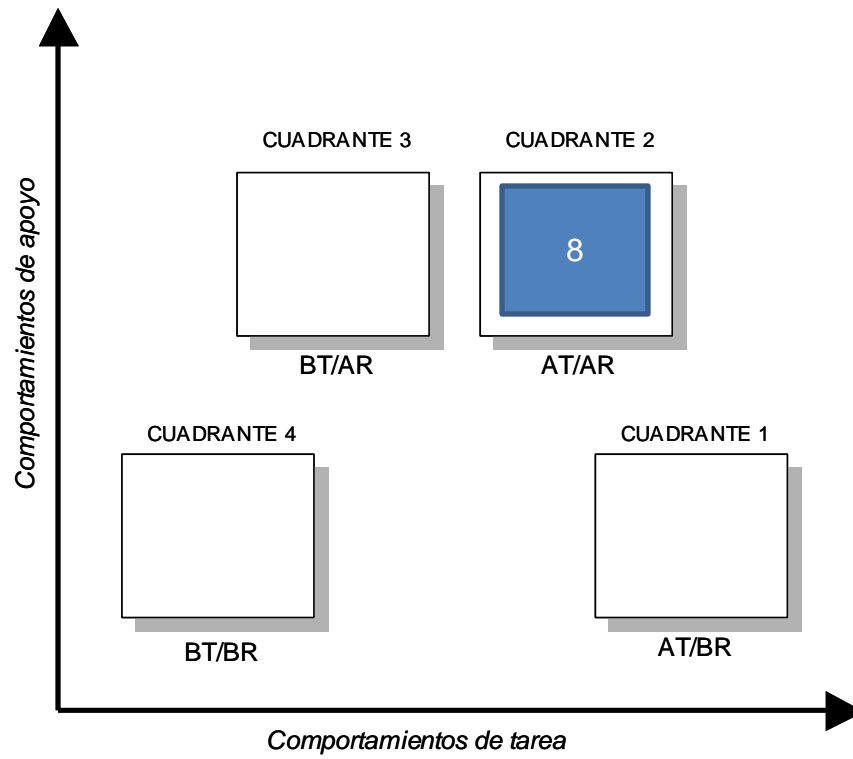 Comportamientos de apoyo
CUADRANTE 3
CUADRANTE 2
8
BT/AR
AT/AR
CUADRANTE 4
CUADRANTE 1
BT/BR
AT/BR
Comportamientos de tarea